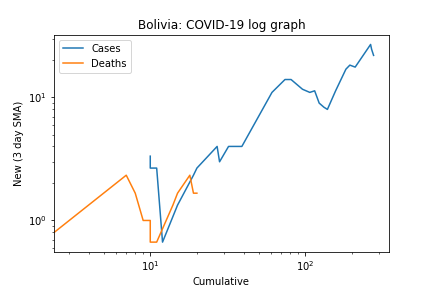 Bolivia: COVID-19 log graph
Cases
Deaths
New (3 day SMA)
10¹
10⁰
10¹
10²
Cumulative